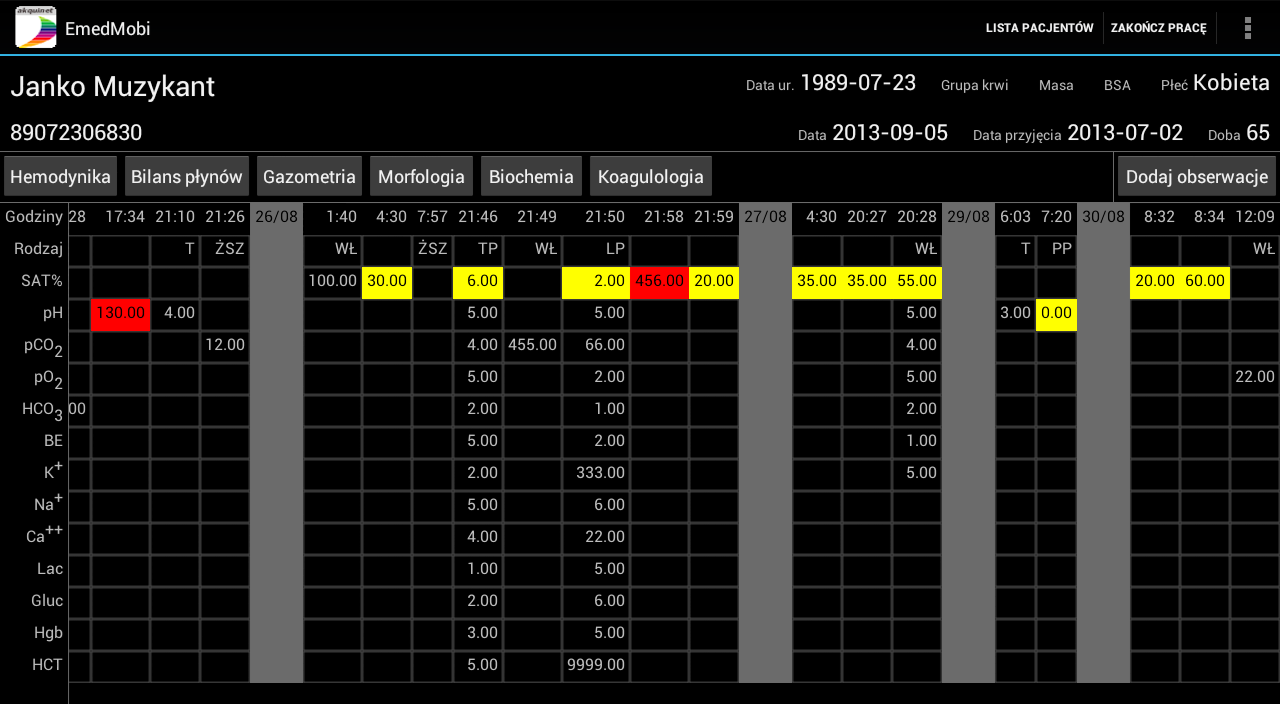 akquinet EmedMobi LISTA PACJENTÓW ZAKOŃCZ PRACĘ
Janko Muzykant Data ur. 1989-07-23 Grupa krwi Masa BSA Płeć Kobieta
89072306830 Data 2013-09-05 Data przyjęcia 2013-07-02 Doba 65
Hemodynika Bilans płynów Gazometria Morfologia Biochemia Koagulologia Dodaj obserwacje
Godziny 28 17:34 21:10 21:26 26/08 1:40 4:30 7:57 21:46 21:49 21:50 21:58 21:59 27/08 4:30 20:27 20:28 29/08 6:03 7:20 30/08 8:32 8:34 12:09
Rodzaj T ŻSZ WŁ ŻSZ TP WŁ LP WŁ T PP WŁ
SAT% 100.00 30.00 6.00 2.00 456.00 20.00 35.00 35.00 55.00 20.00 60.00
pH 130.00 4.00 5.00 5.00 5.00 3.00 0.00
pCO2 12.00 4.00 455.00 66.00 4.00
pO2 5.00 2.00 5.00 22.00
HCO3 00 2.00 1.00 2.00
BE 5.00 2.00 1.00
K+ 2.00 333.00 5.00
Na+ 5.00 6.00
Ca++ 4.00 22.00
Lac 1.00 5.00
Gluc 2.00 6.00
Hgb 3.00 5.00
HCT 5.00 9999.00